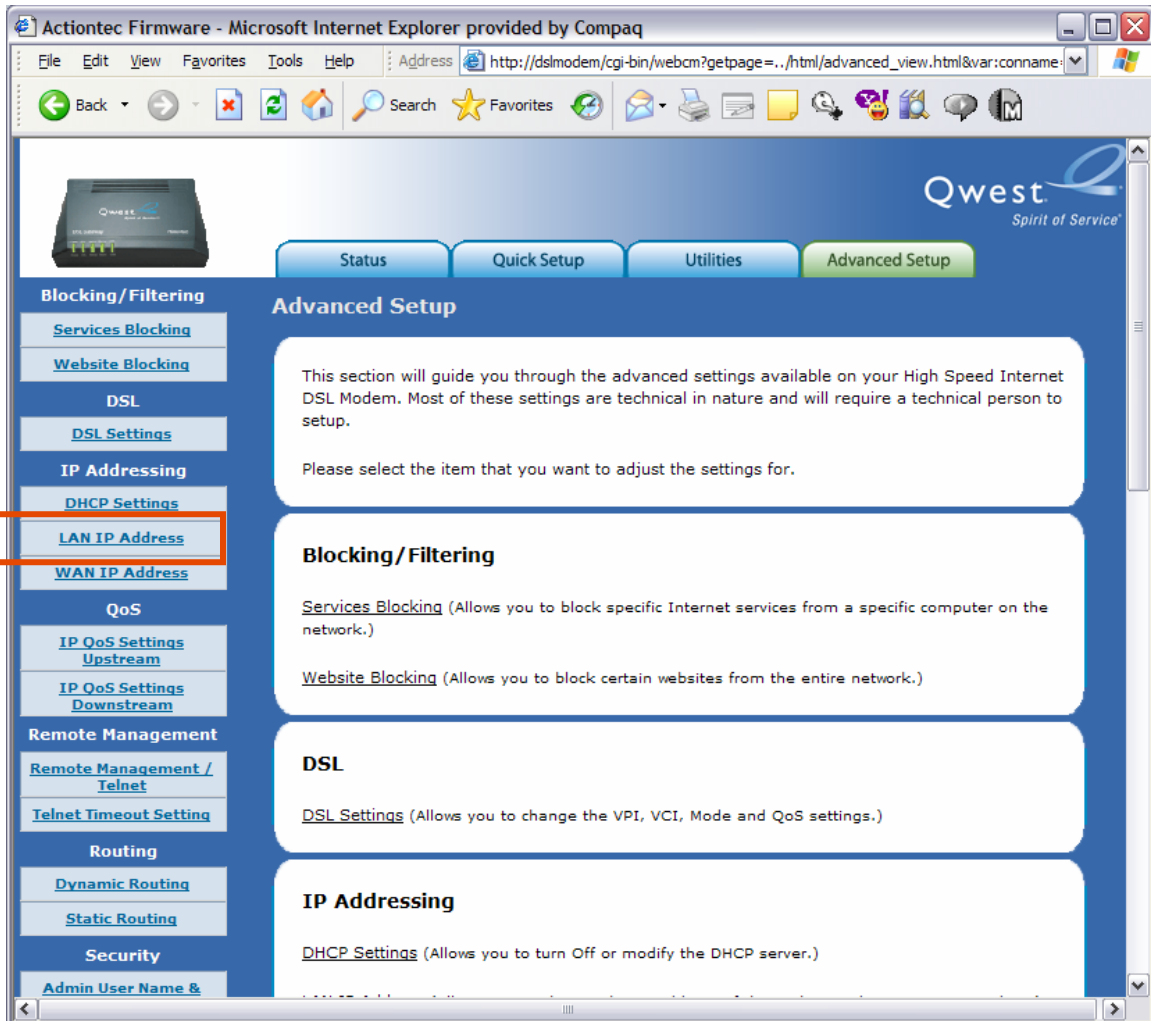 Actiontec Firmware - Microsoft Internet Explorer provided by Compaq
File Edit View Favorites Tools Help Address http://dslmodem/cgi-bin/webcm?getpage=../html/advanced_view.html&var:conname
Back Search Favorites
Qwest
Spirit of Service
Qwest
Status Quick Setup Utilities Advanced Setup
Blocking/Filtering
Services Blocking
Website Blocking
DSL
DSL Settings
IP Addressing
DHCP Settings
LAN IP Address
WAN IP Address
QoS
IP QoS Settings
Upstream
IP QoS Settings
Downstream
Remote Management
Remote Management /
Telnet
Telnet Timeout Setting
Routing
Dynamic Routing
Static Routing
Security
Admin User Name &
Advanced Setup
This section will guide you through the advanced settings available on your High Speed Internet
DSL Modem. Most of these settings are technical in nature and will require a technical person to
setup.
Please select the item that you want to adjust the settings for.
Blocking/Filtering
Services Blocking (Allows you to block specific Internet services from a specific computer on the
network.)
Website Blocking (Allows you to block certain websites from the entire network.)
DSL
DSL Settings (Allows you to change the VPI, VCI, Mode and QoS settings.)
IP Addressing
DHCP Settings (Allows you to turn Off or modify the DHCP server.)